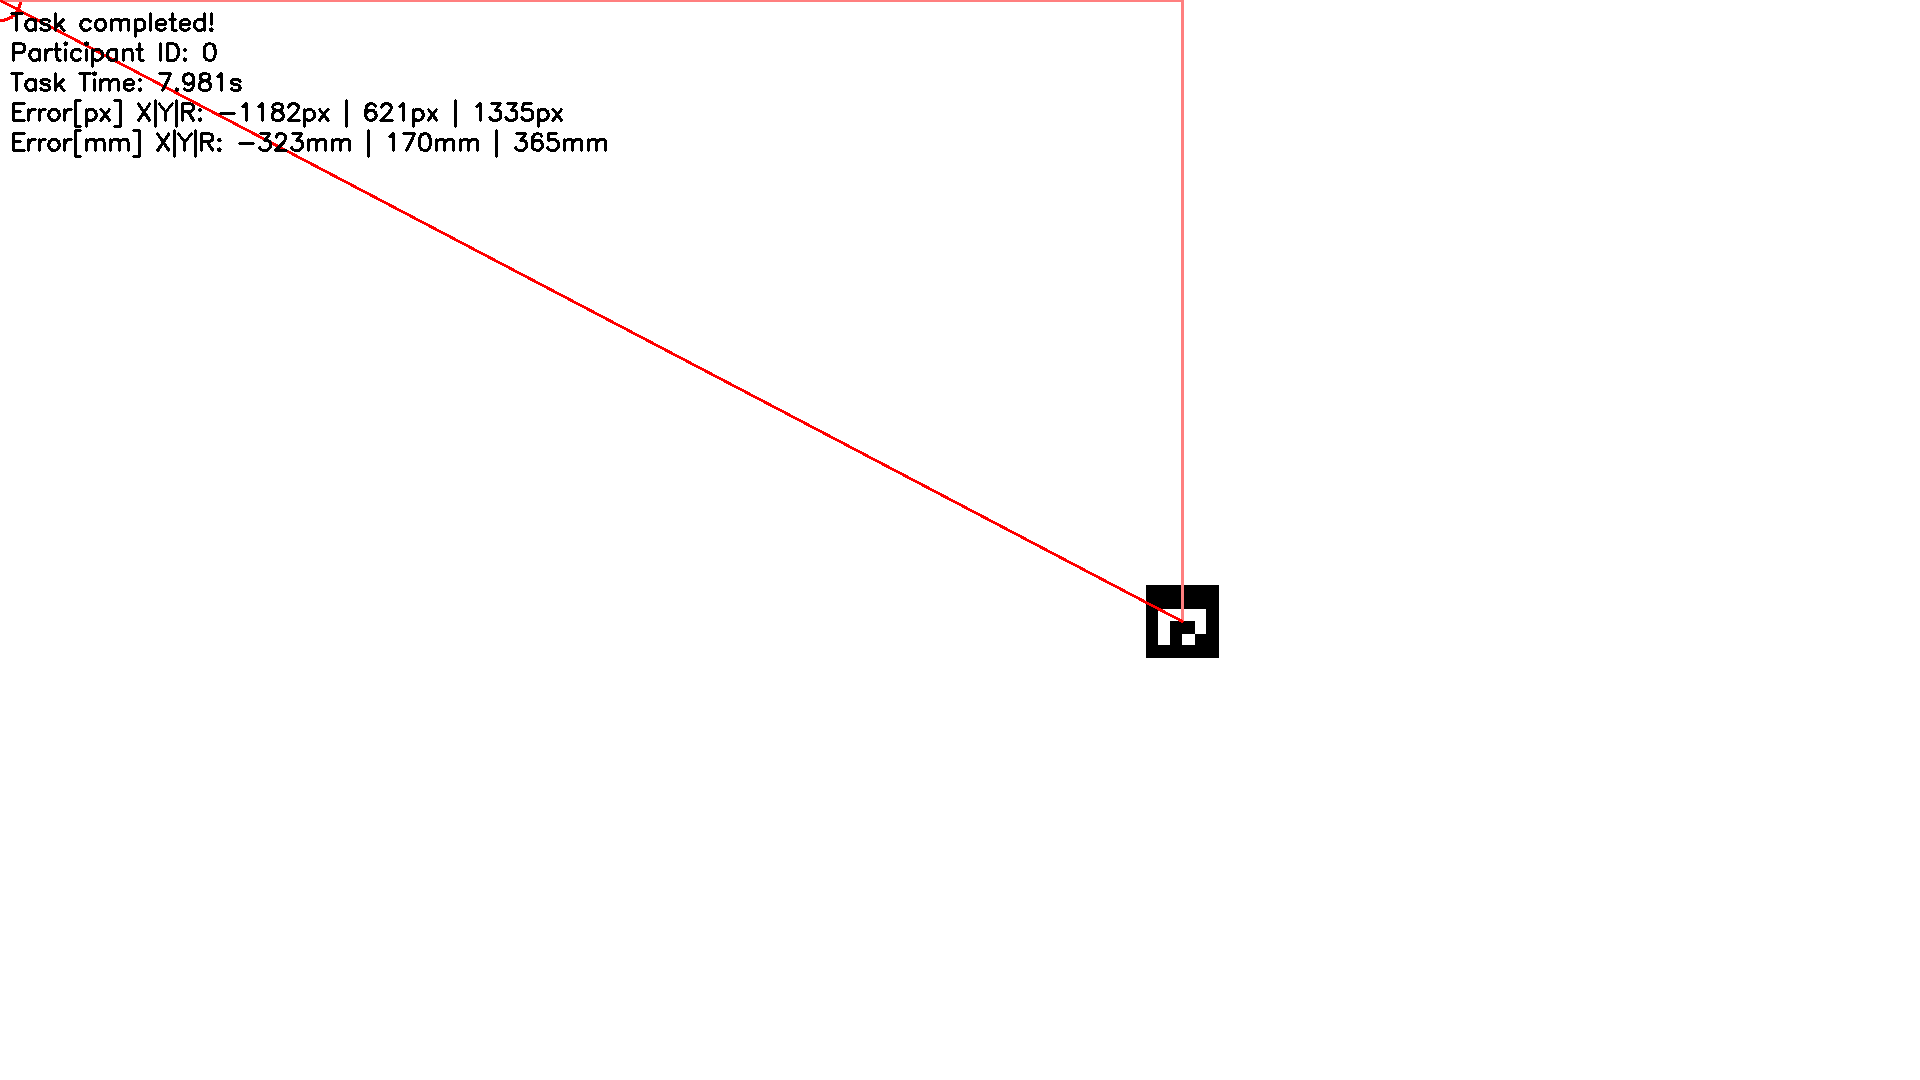 Task completed!
Participant ID: 0
Task Time: 7.981s
Error[px] X|Y|R: -1182px | 621px | 1335px
Error[mm] X|Y|R: -323mm | 170mm | 365mm